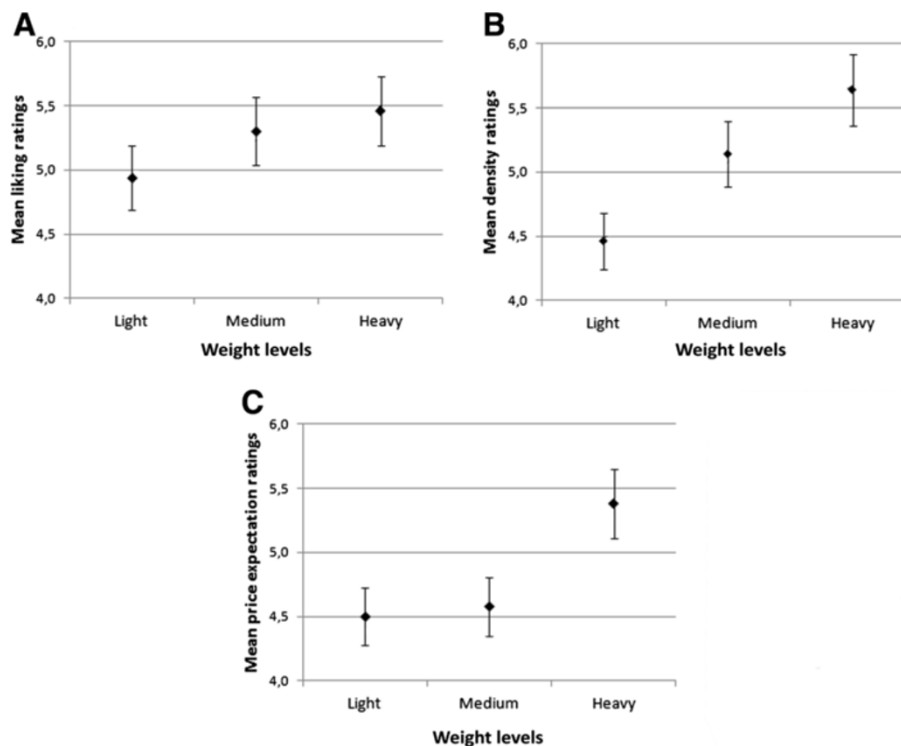 A
Mean liking ratings
6,0
5,5
5,0
4,5
4,0
Light Medium Heavy
Weight levels
B
Mean density ratings
6,0
5,5
5,0
4,5
4,0
Light Medium Heavy
Weight levels
C
Mean price expectation ratings
6,0
5,5
5,0
4,5
4,0
Light Medium Heavy
Weight levels